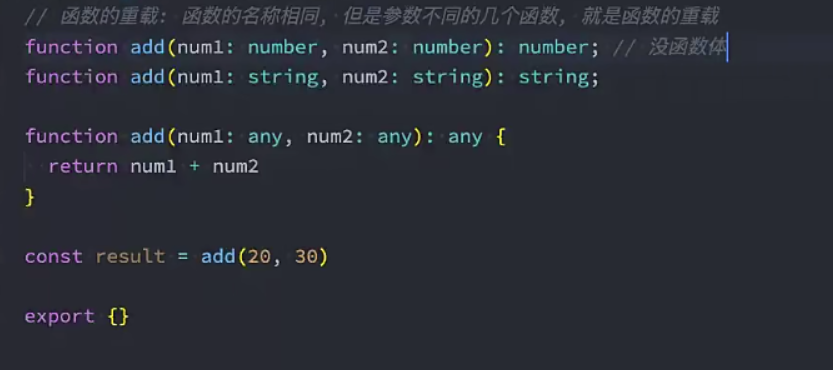 // 函数的重载: 函数的名称相同, 但是参数不同的几个函数, 就是函数的重载
function add(num1: number, num2: number): number; // 没函数体
function add(num1: string, num2: string): string;
function add(num1: any, num2: any): any {
  return num1 + num2
}
const result = add(20, 30)
export {}